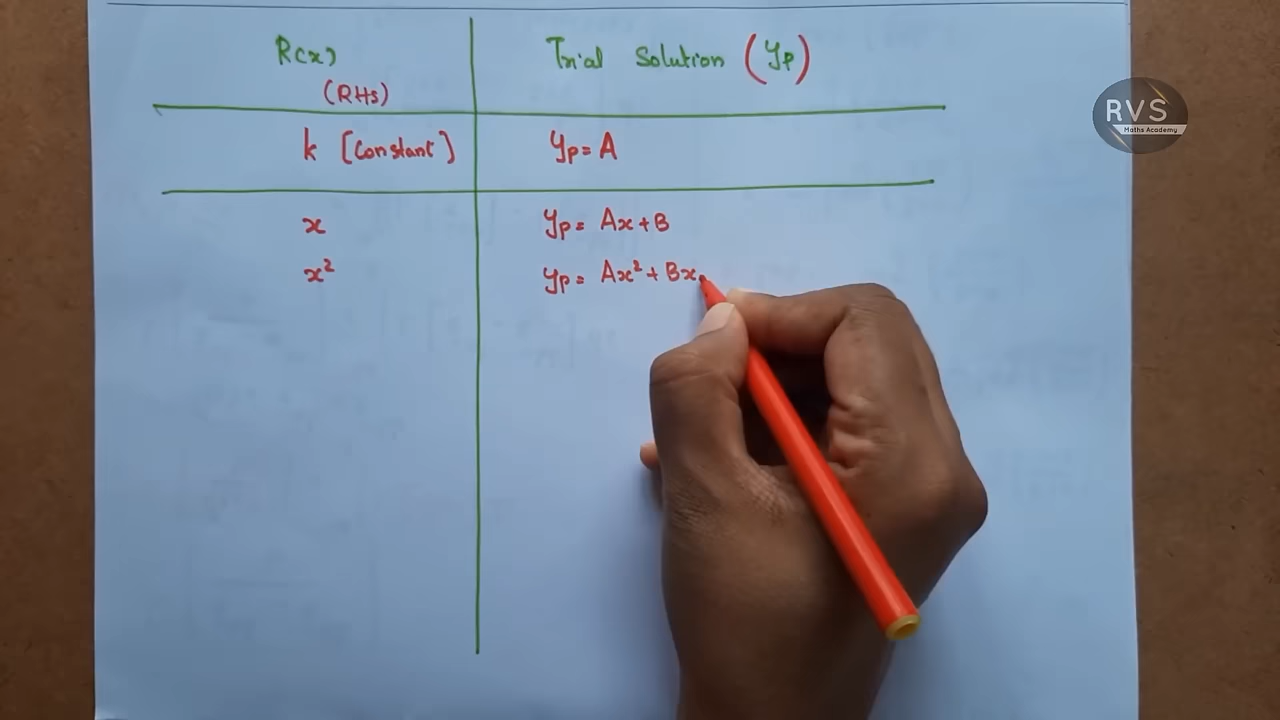 R(x) Trial Solution (yp)
(RHS)
k [Constant] yp = A
x yp = Ax + B
x² yp = Ax² + Bx
RVS
Maths Academy